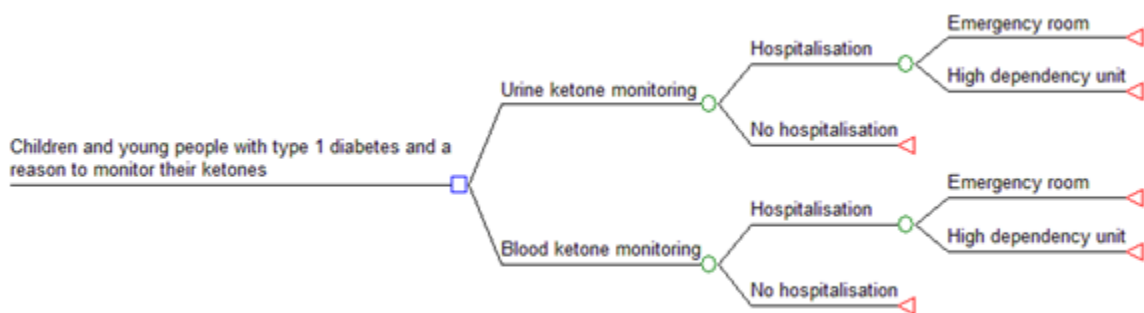 Emergency room
Hospitalisation
High dependency unit
Urine ketone monitoring
No hospitalisation
Children and young people with type 1 diabetes and a
reason to monitor their ketones
Emergency room
Hospitalisation
High dependency unit
Blood ketone monitoring
No hospitalisation